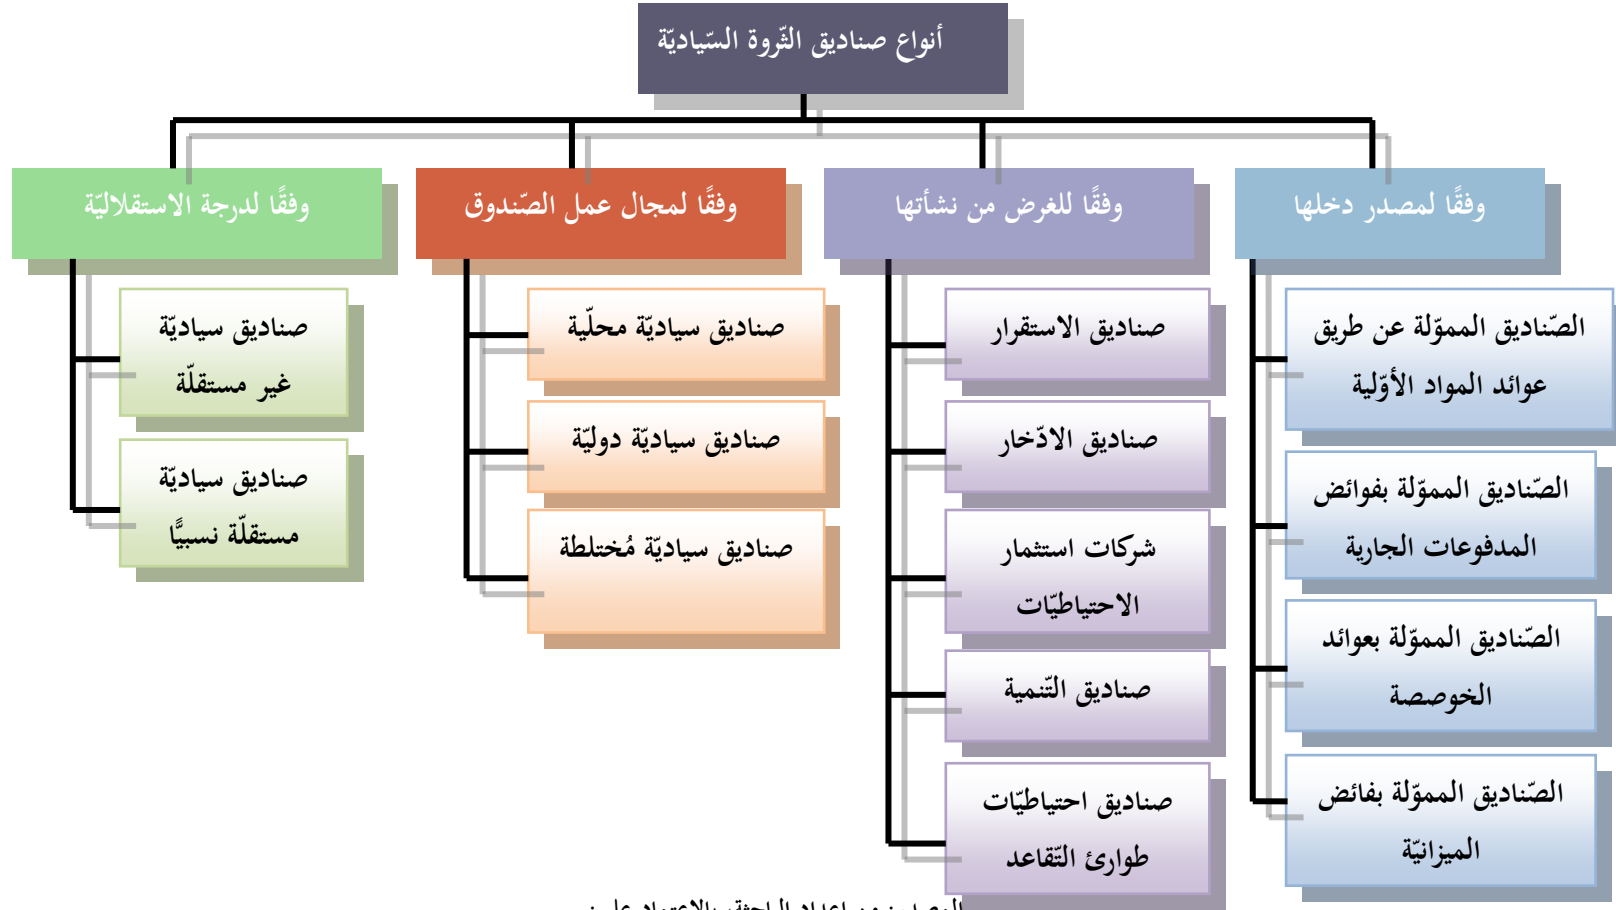 أنواع صناديق الثّروة السّياديّة
وفقًا لمصدر دخلها
وفقًا للغرض من نشأتها
وفقًا لمجال عمل الصّندوق
وفقًا لدرجة الاستقلاليّة
الصّناديق المموّلة عن طريق
عوائد المواد الأوّلية
الصّناديق المموّلة بفوائض
المدفوعات الجارية
الصّناديق المموّلة بعوائد
الخوصصة
الصّناديق المموّلة بفائض
الميزانيّة
صناديق الاستقرار
صناديق الادّخار
شركات استثمار
الاحتياطيّات
صناديق التّنمية
صناديق احتياطيّات
طوارئ التّقاعد
صناديق سياديّة محلّية
صناديق سياديّة دوليّة
صناديق سياديّة مُختلطة
صناديق سياديّة
غير مستقلّة
صناديق سياديّة
مستقلّة نسبيًّا